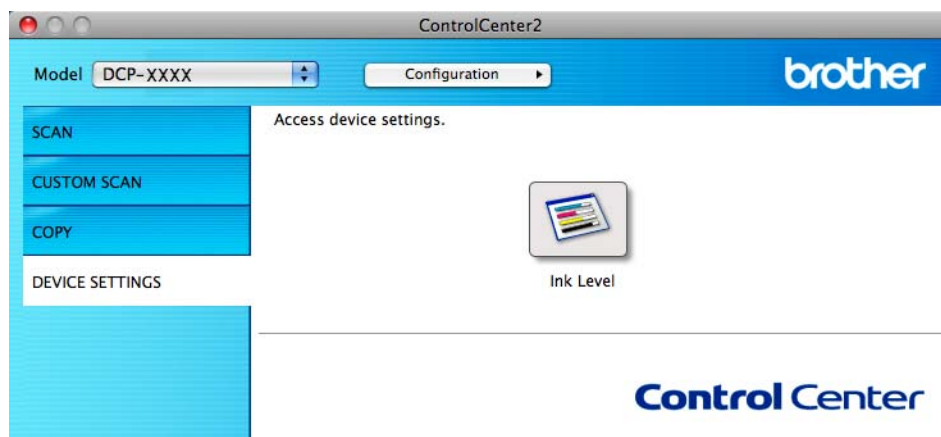 ControlCenter2
Model DCP-XXXX Configuration brother
SCAN
Access device settings.
CUSTOM SCAN
COPY
DEVICE SETTINGS
Ink Level
Control Center